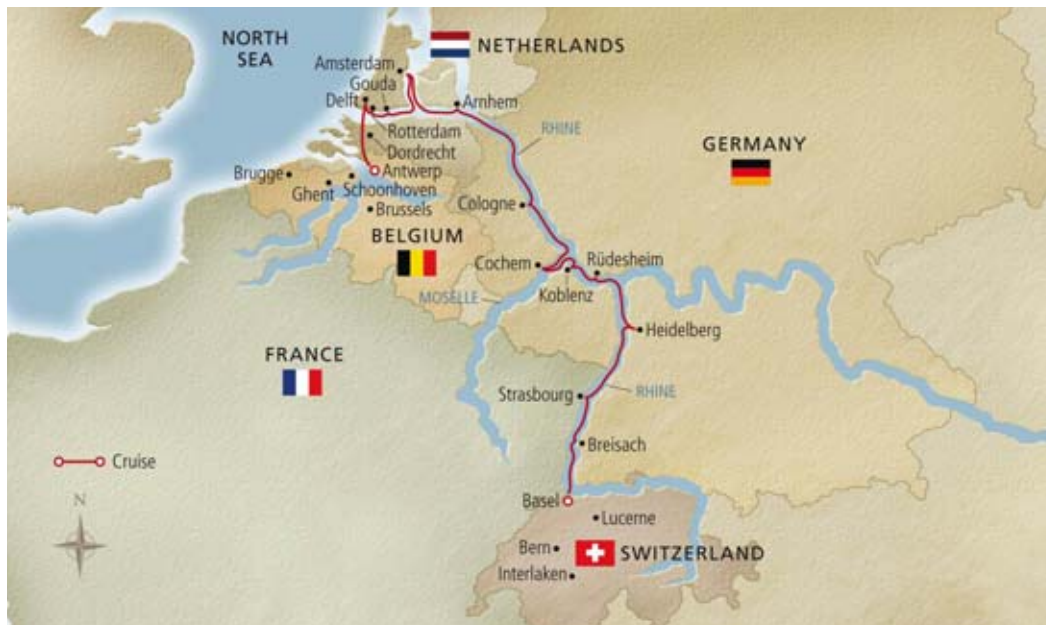 NORTH
SEA
NETHERLANDS
Amsterdam
Gouda
Delft
Arnhem
Rotterdam
Dordrecht
RHINE
GERMANY
Antwerp
Brugge
Ghent
Schoonhoven
Brussels
Cologne
BELGIUM
Cochem
Rüdesheim
Koblenz
MOSELLE
Heidelberg
FRANCE
Strasbourg
RHINE
Breisach
Cruise
N
Basel
Lucerne
Bern
SWITZERLAND
Interlaken